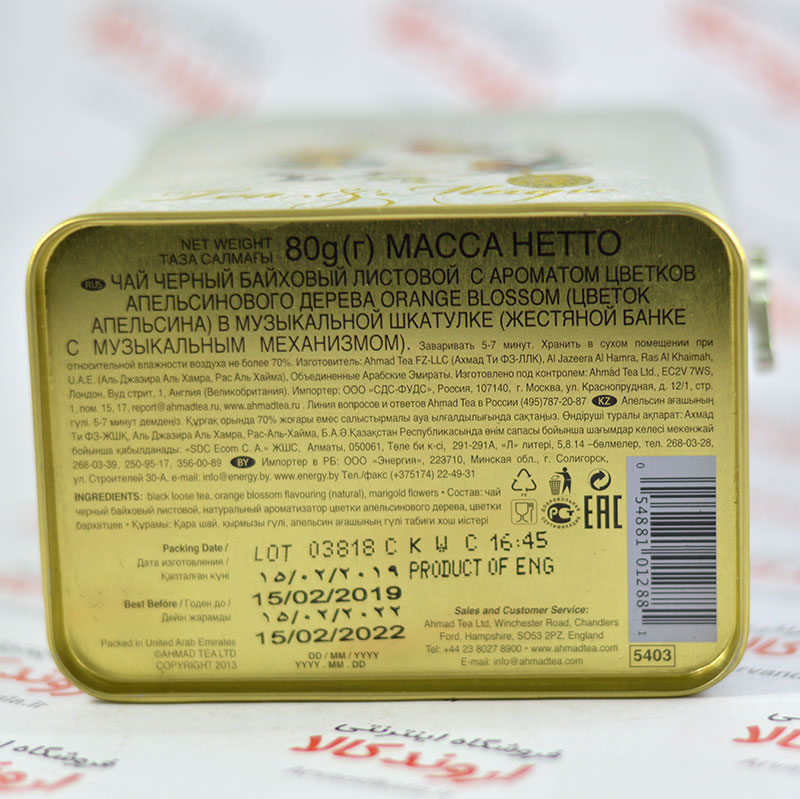 NET WEIGHT
ТАЗА САЛМАҒЫ 80g(г) МАССА НЕТТО
RUS ЧАЙ ЧЕРНЫЙ БАЙХОВЫЙ ЛИСТОВОЙ С АРОМАТОМ ЦВЕТКОВ
АПЕЛЬСИНОВОГО ДЕРЕВА ORANGE BLOSSOM (ЦВЕТОК
АПЕЛЬСИНА) В МУЗЫКАЛЬНОЙ ШКАТУЛКЕ (ЖЕСТЯНОЙ БАНКЕ
С МУЗЫКАЛЬНЫМ МЕХАНИЗМОМ). Заваривать 5-7 минут. Хранить в сухом помещении при
относительной влажности воздуха не более 70%. Изготовитель: Ahmad Tea FZ-LLC (Ахмад Ти ФЗ-ЛЛК), Al Jazeera Al Hamra, Ras Al Khaimah,
U.A.E. (Аль Джазира Аль Хамра, Рас Аль Хайма), Объединенные Арабские Эмираты. Изготовлено под контролем: Ahmad Tea Ltd., EC2V 7WS,
Лондон. Вуд стрит, 1, Англия (Великобритания). Импортер: ООО «СДС-ФУДС», Россия, 107140, г. Москва, ул. Краснопрудная, д. 12/1, стр.
1, пом. 15, 17, report@ahmadtea.ru, www.ahmadtea.ru . Линия вопросов и ответов Ahmad Tea в России (495)787-20-87 KZ Апельсин ағашының
гүлі. 5-7 минут демдеңіз. Құрғақ орында 70% жоғары емес салыстырмалы ауа ылғалдылығында сақтаңыз. Өндіруші туралы ақпарат: Ахмад
Ти ФЗ-ЖШҚ, Аль Джазира Аль Хамра, Рас-Аль-Хайма, Б.А.Ә.Қазақстан Республикасында өнім сапасы бойынша шағымдар келесі мекенжай
бойынша қабылданады: «SDC Ecom C. A.» ЖШС, Алматы, 050061, Төле би к-сі, 291-291А, «Л» литері, 5,8.14 –бөлмелер, тел. 268-03-28,
268-03-39, 250-95-17, 356-00-89 BY Импортер в РБ: ООО «Энергия», 223710, Минская обл., г. Солигорск,
ул. Строителей 30-А, e-mail: info@energy.by, www.energy.by Тел./факс (+375174) 22-49-31
INGREDIENTS: black loose tea, orange blossom flavouring (natural), marigold flowers • Состав: чай
черный байховый листовой, натуральный ароматизатор цветки апельсинового дерева, цветки
бархатцев • Құрамы: Қара шай, қырмызы гүлі, апельсин ағашының гүлі табиғи хош иістері
PC EAC
Packing Date /
Дата изготовления /
Қапталған күні
LOT 03818 C K W C 16:45
۱۵/۰۲/۲۰۱۹ PRODUCT OF ENG
15/02/2019
Best Before / Годен до /
Дейін жарамды
۱۵/۰۲/۲۰۲۲
15/02/2022
Packed in United Arab Emirates
©AHMAD TEA LTD
COPYRIGHT 2013
DD / MM / YYYY
YYYY . MM . DD
Sales and Customer Service:
Ahmad Tea Ltd, Winchester Road, Chandlers
Ford, Hampshire, SO53 2PZ, England
Tel: +44 23 8027 8900 • www.ahmadtea.com
E-mail: info@ahmadtea.com
0 54881 01288 1
5403
فروشگاه اینترنتی
اروند کالا